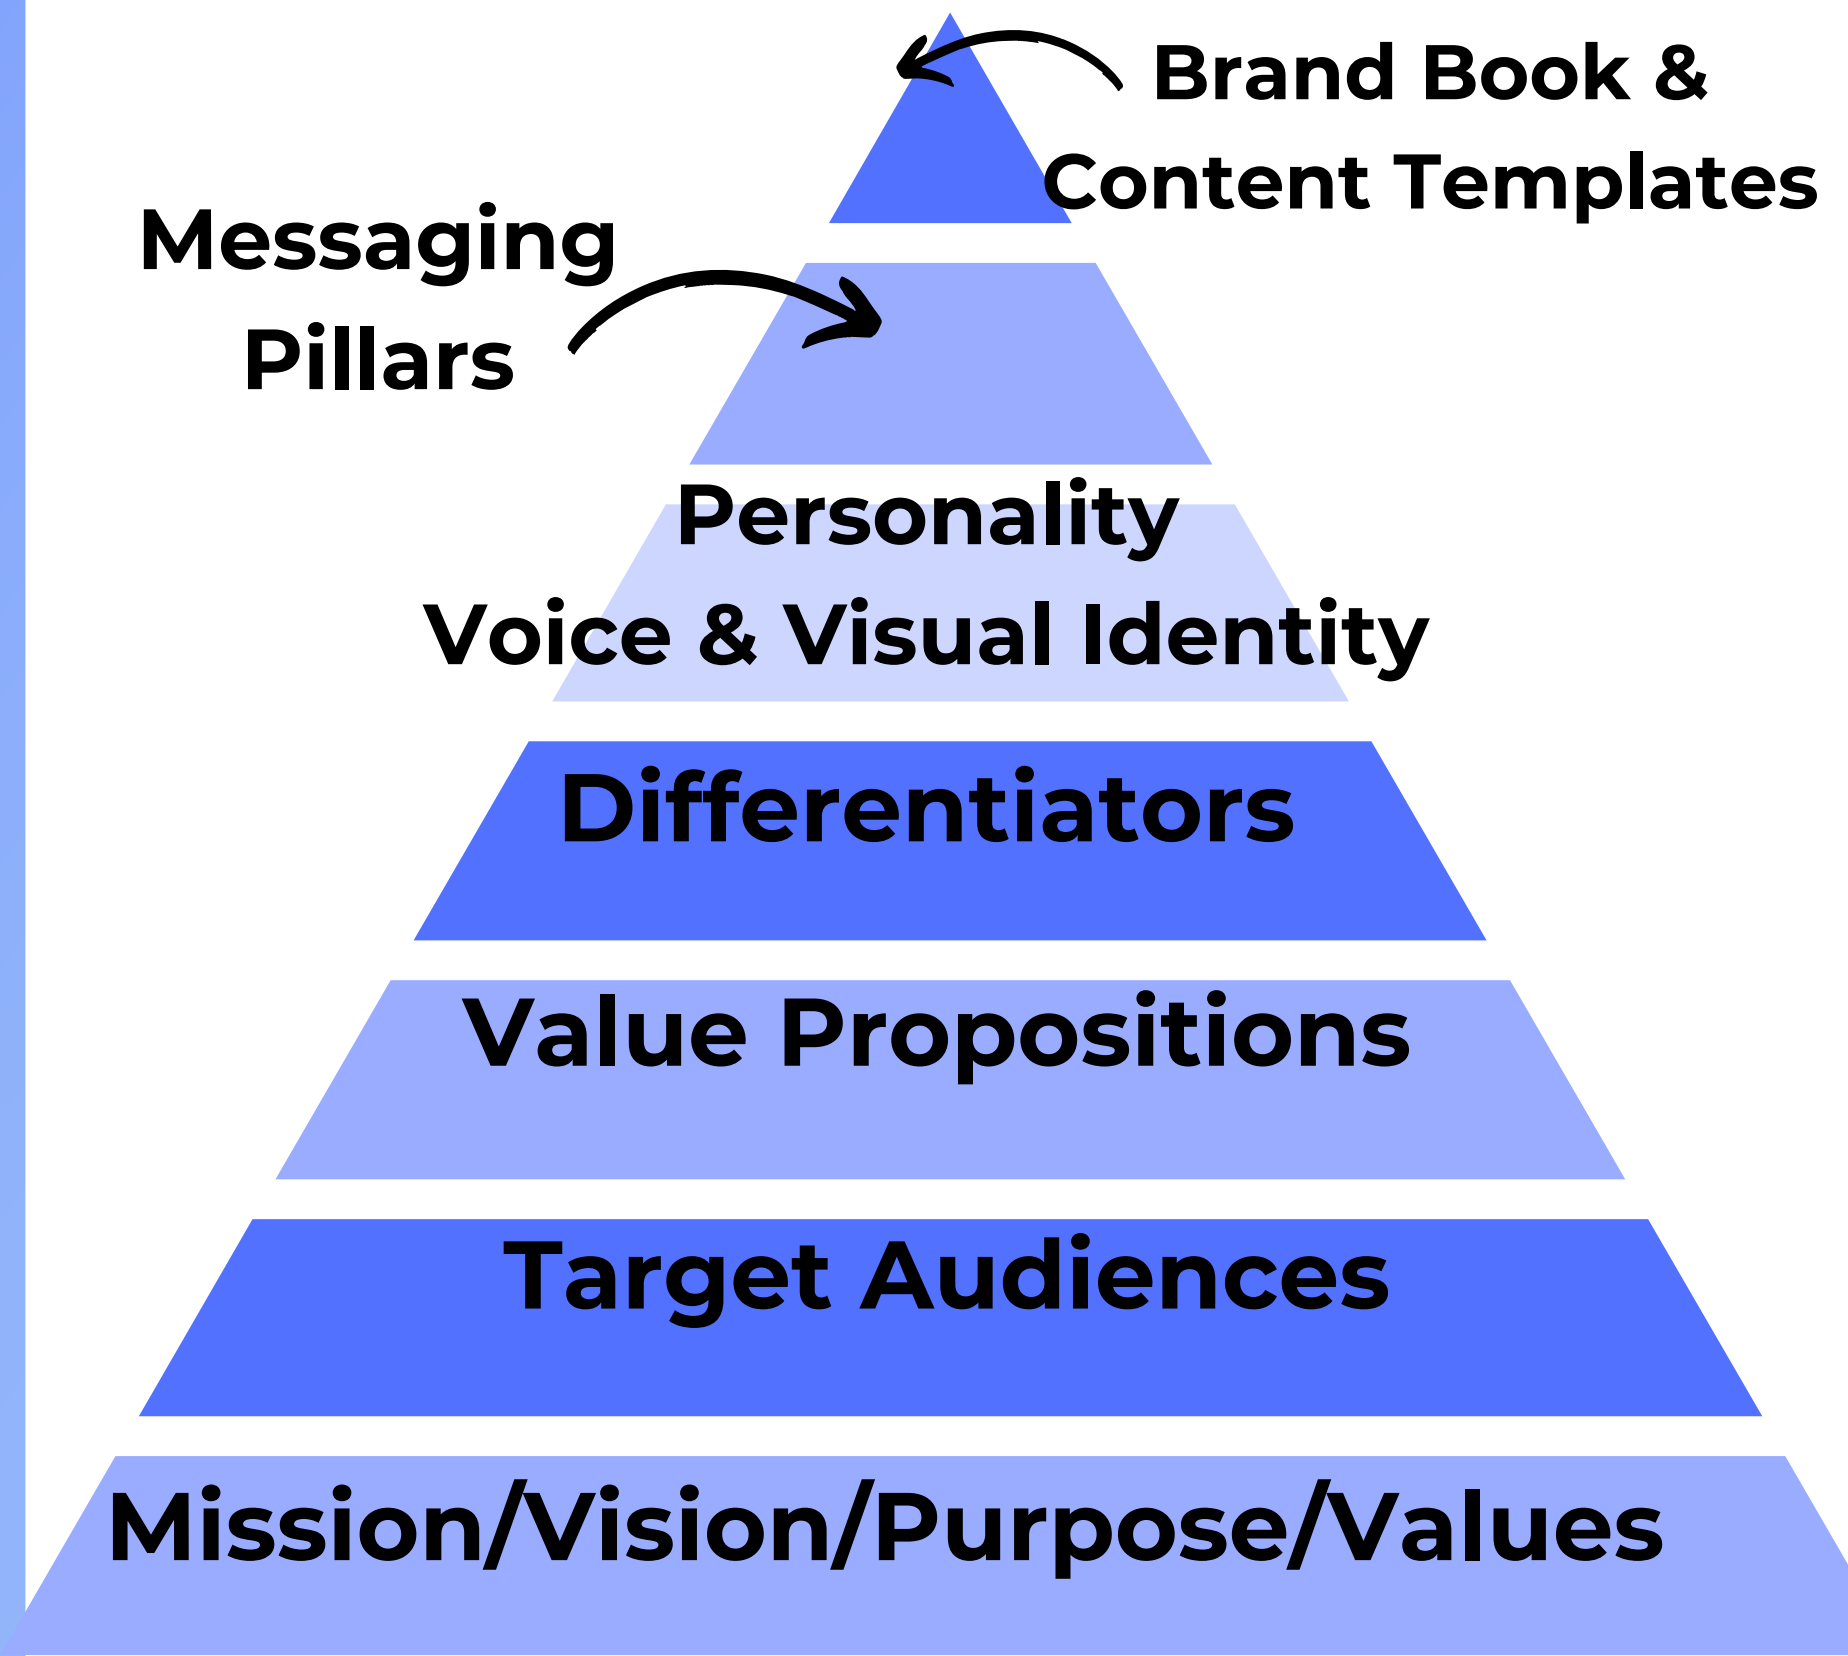 Brand Book &
Content Templates
Messaging
Pillars
Personality
Voice & Visual Identity
Differentiators
Value Propositions
Target Audiences
Mission/Vision/Purpose/Values